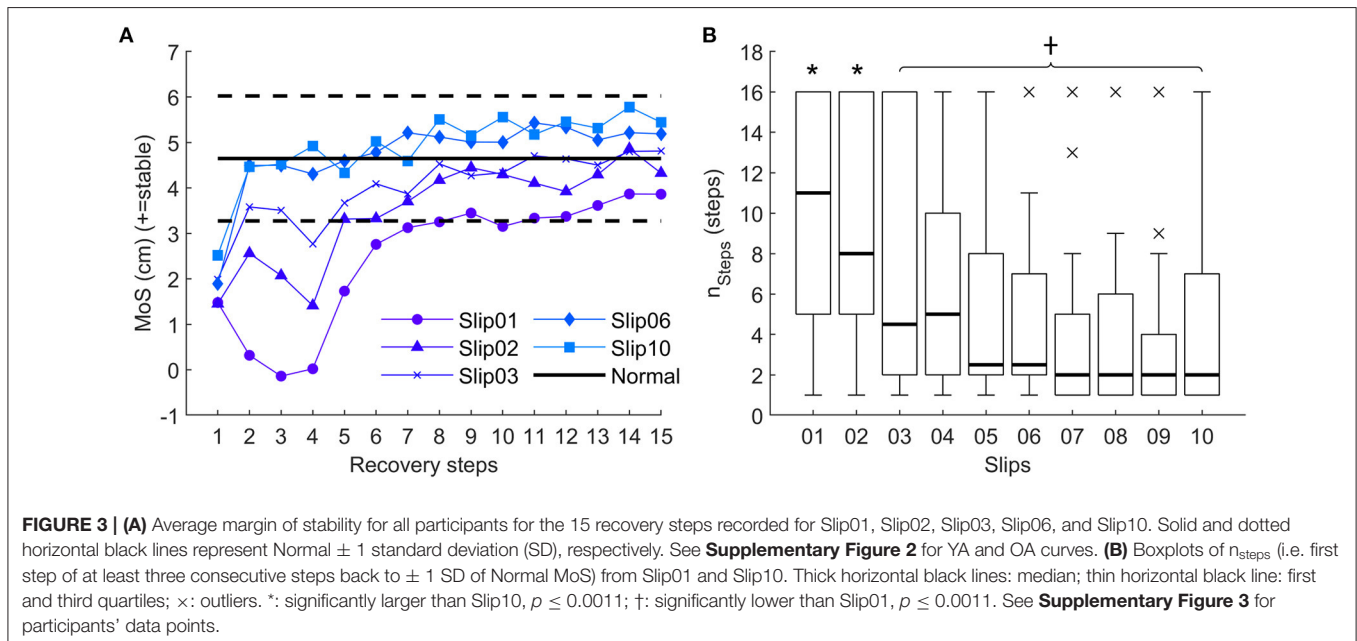 A
7
6
5
4
3
2
1
0
-1
MoS (cm) (+=stable)
Slip01
Slip02
Slip03
Slip06
Slip10
Normal
1 2 3 4 5 6 7 8 9 10 11 12 13 14 15
Recovery steps
B
18
16
14
12
10
8
6
4
2
0
nSteps (steps)
* *
†
01 02 03 04 05 06 07 08 09 10
Slips
FIGURE 3 | (A) Average margin of stability for all participants for the 15 recovery steps recorded for Slip01, Slip02, Slip03, Slip06, and Slip10. Solid and dotted
horizontal black lines represent Normal ± 1 standard deviation (SD), respectively. See Supplementary Figure 2 for YA and OA curves. (B) Boxplots of nsteps (i.e. first
step of at least three consecutive steps back to ± 1 SD of Normal MoS) from Slip01 and Slip10. Thick horizontal black lines: median; thin horizontal black line: first
and third quartiles; ×: outliers. *: significantly larger than Slip10, p ≤ 0.0011; †: significantly lower than Slip01, p ≤ 0.0011. See Supplementary Figure 3 for
participants' data points.